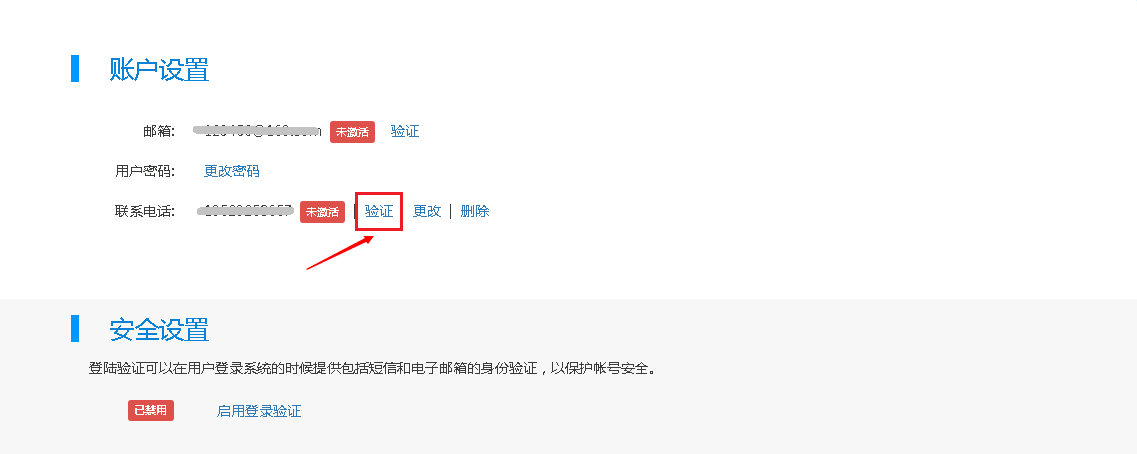 账户设置
邮箱: 未激活 验证
用户密码: 更改密码
联系电话: 未激活 | 验证 更改 | 删除
安全设置
登陆验证可以在用户登录系统的时候提供包括短信和电子邮箱的身份验证，以保护帐号安全。
已禁用 启用登录验证